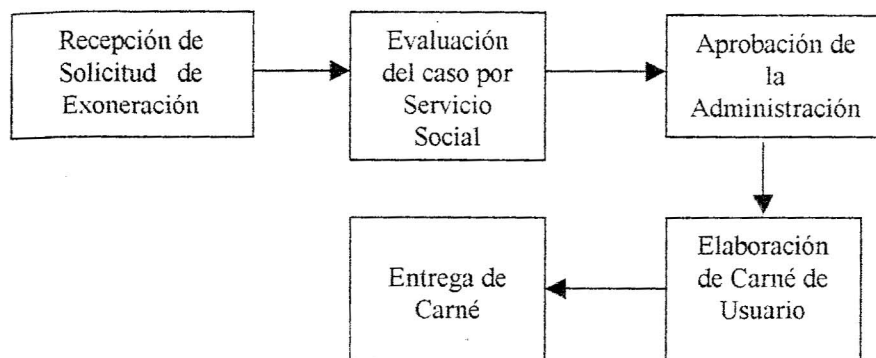 Recepción de
Solicitud de
Exoneración
Evaluación
del caso por
Servicio
Social
Aprobación de
la
Administración
Elaboración
de Carné de
Usuario
Entrega de
Carné